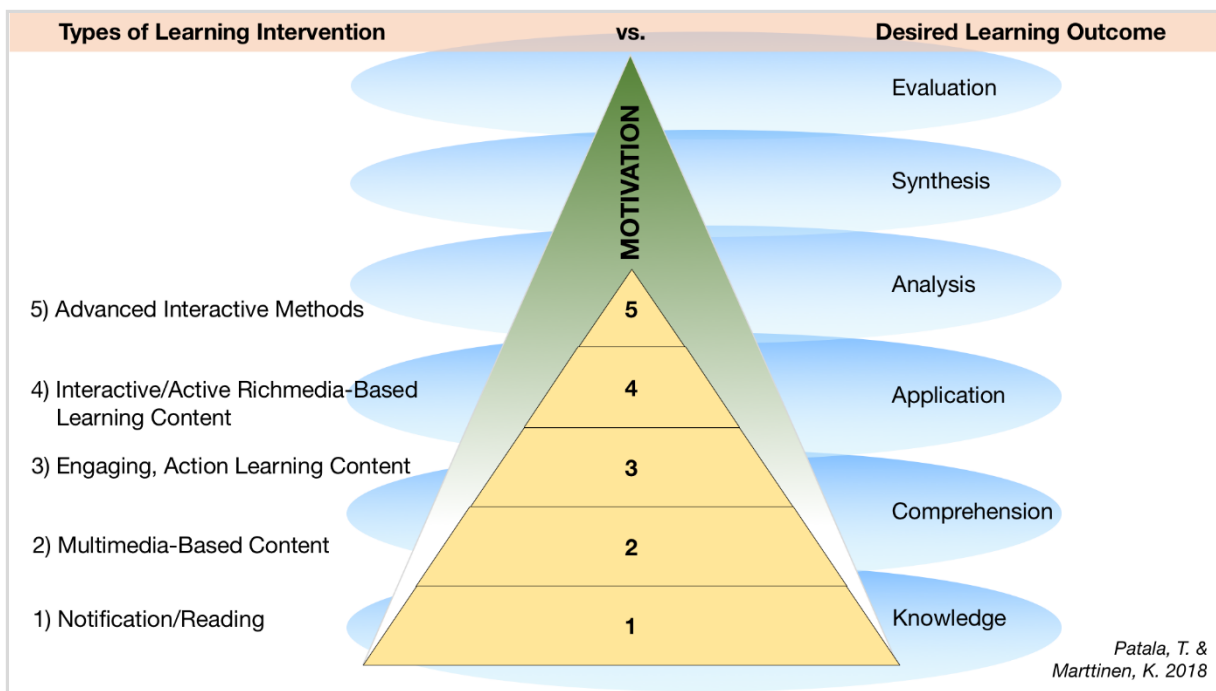 Types of Learning Intervention vs. Desired Learning Outcome
Evaluation
Synthesis
MOTIVATION
Analysis
5) Advanced Interactive Methods
5
4) Interactive/Active Richmedia-Based
Learning Content
4
Application
3) Engaging, Action Learning Content
3
Comprehension
2) Multimedia-Based Content
2
1) Notification/Reading
1
Knowledge
Patala, T. &
Marttinen, K. 2018